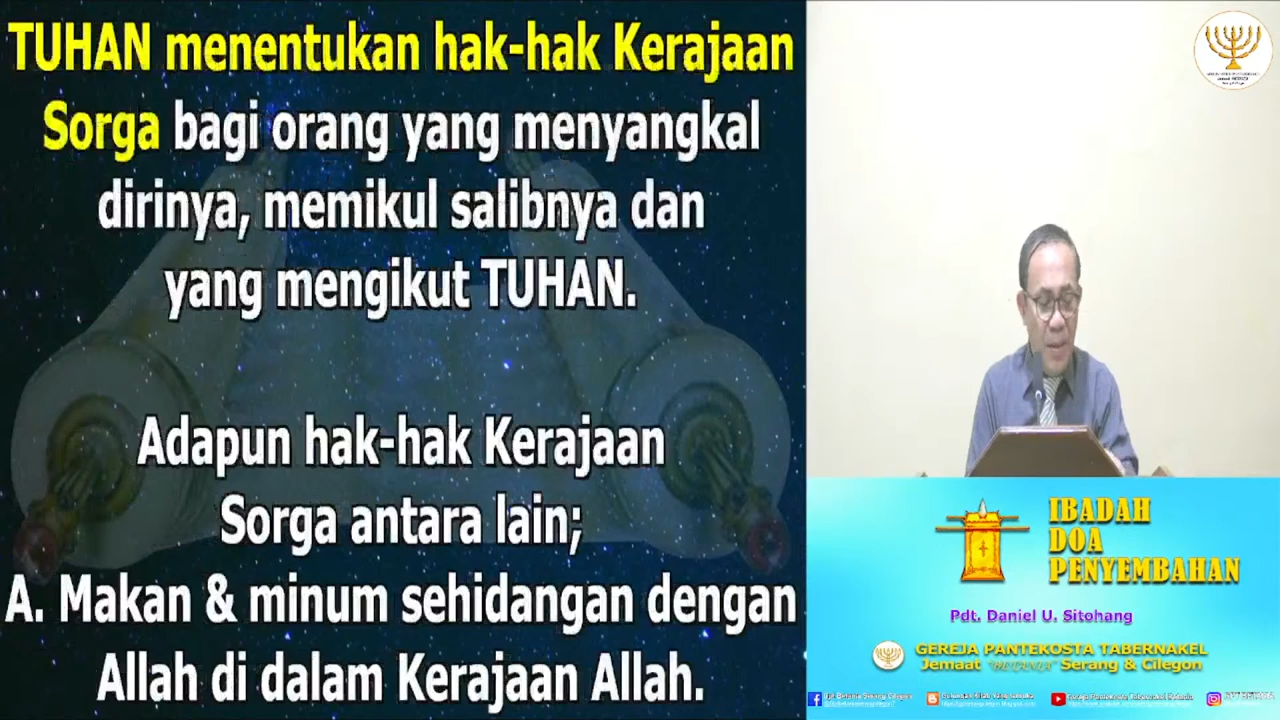 TUHAN menentukan hak-hak Kerajaan
Sorga bagi orang yang menyangkal
dirinya, memikul salibnya dan
yang mengikut TUHAN.
Adapun hak-hak Kerajaan
Sorga antara lain;
A. Makan & minum sehidangan dengan
Allah di dalam Kerajaan Allah.
IBADAH
DOA
PENYEMBAHAN
Pdt. Daniel U. Sitohang
GEREJA PANTEKOSTA TABERNAKEL
Jemaat "BETANIA" Serang & Cilegon